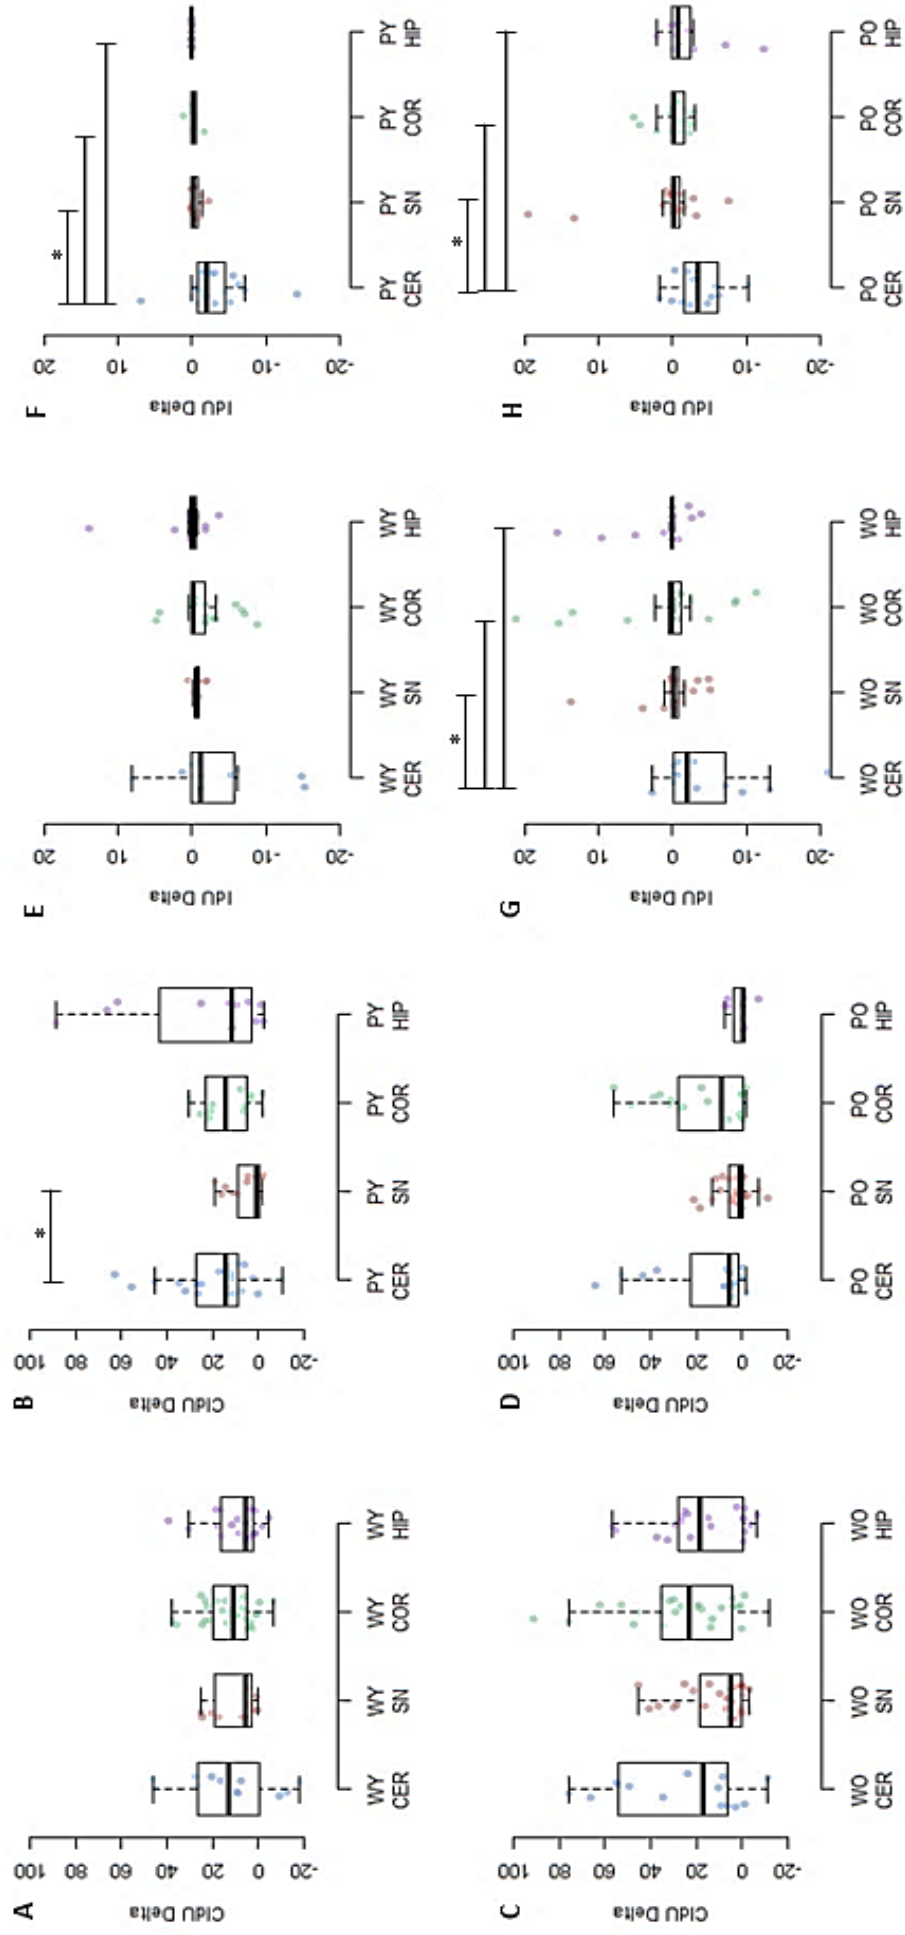 A
CldU Delta
100 80 60 40 20 0 -20
WY WY WY WY
CER SN COR HIP
B
CldU Delta
100 80 60 40 20 0 -20
*
PY PY PY PY
CER SN COR HIP
C
CldU Delta
100 80 60 40 20 0 -20
WO WO WO WO
CER SN COR HIP
D
CldU Delta
100 80 60 40 20 0 -20
PO PO PO PO
CER SN COR HIP
E
IdU Delta
20 10 0 -10 -20
WY WY WY WY
CER SN COR HIP
F
IdU Delta
20 10 0 -10 -20
*
PY PY PY PY
CER SN COR HIP
G
IdU Delta
20 10 0 -10 -20
*
WO WO WO WO
CER SN COR HIP
H
IdU Delta
20 10 0 -10 -20
*
PO PO PO PO
CER SN COR HIP